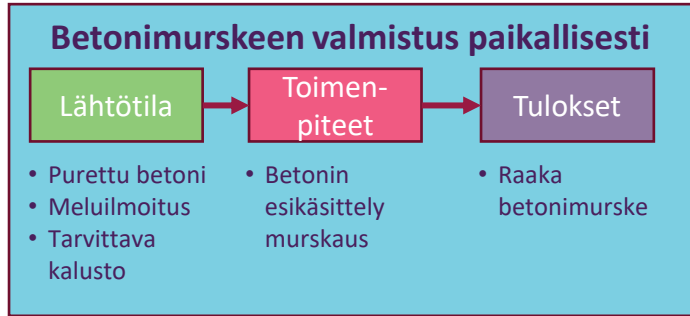 Betonimurskeen valmistus paikallisesti
Lähtötila
Toimen-
piteet
Tulokset
• Purettu betoni
• Meluilmoitus
• Tarvittava
kalusto
• Betonin
esikäsittely
murskaus
• Raaka
betonimurske